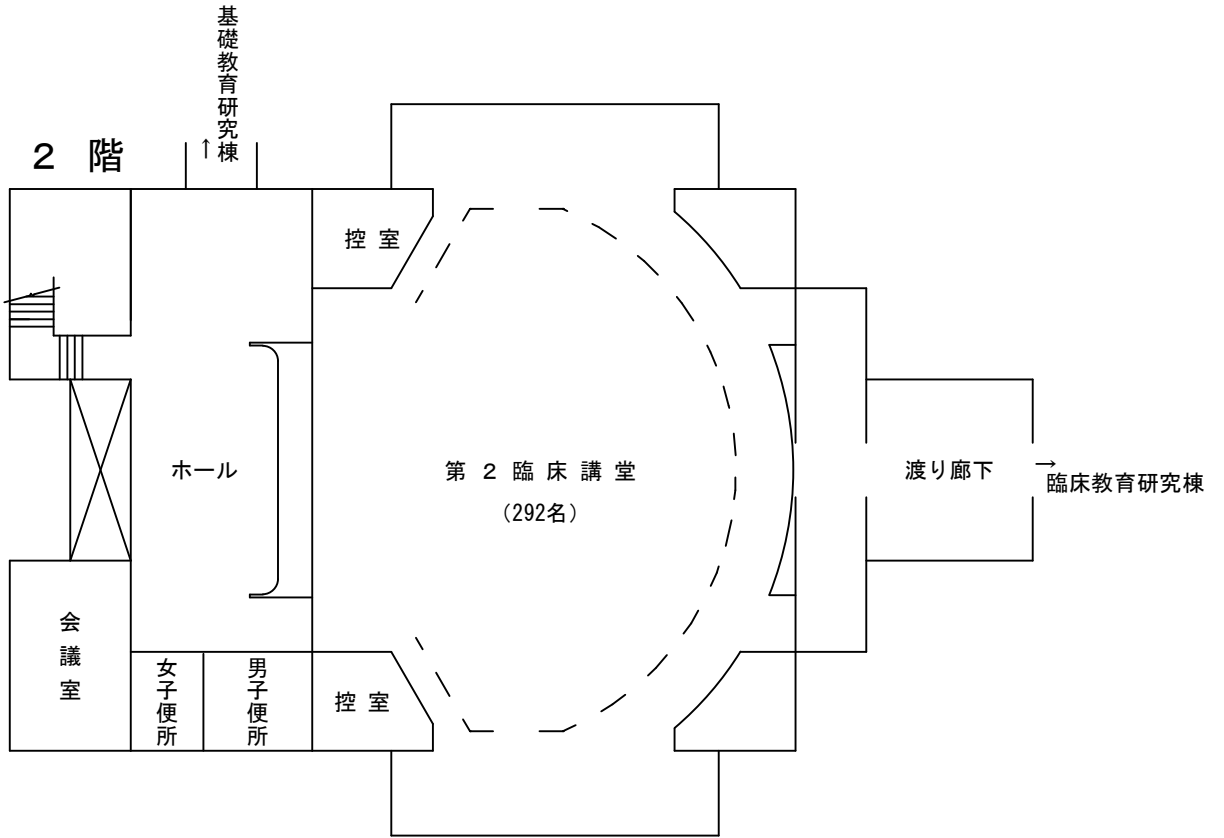 基礎教育研究棟
↑
２ 階
控 室
ホール
第 ２ 臨 床 講 堂
（292名）
渡り廊下
→
臨床教育研究棟
会議室
女子便所
男子便所
控 室